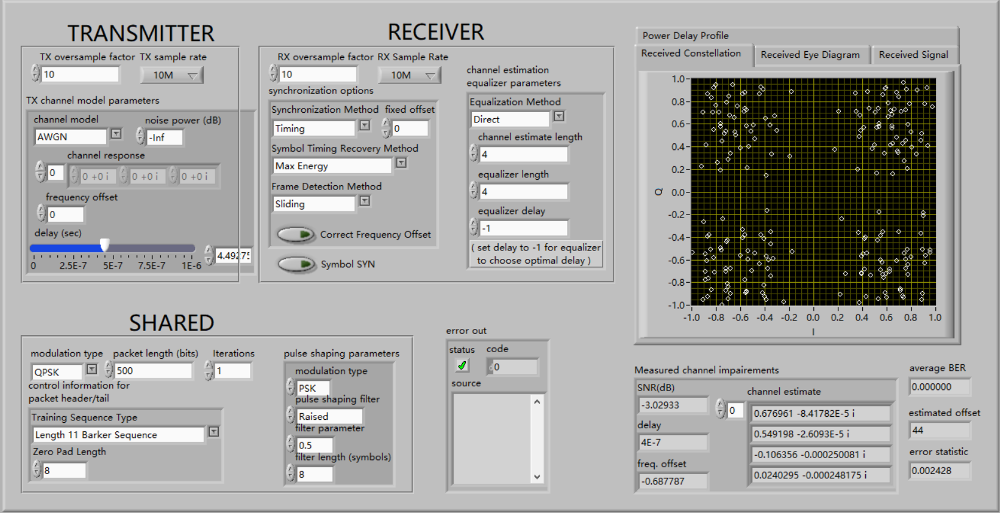 TRANSMITTER
TX oversample factor TX sample rate
10 10M
TX channel model parameters
channel model noise power (dB)
AWGN -Inf
channel response
0 0 +0 i 0 +0 i 0 +0 i
frequency offset
0
delay (sec)
4.49275
0 2.5E-7 5E-7 7.5E-7 1E-6
RECEIVER
RX oversample factor RX Sample Rate
10 10M
synchronization options
Synchronization Method fixed offset
Timing 0
Symbol Timing Recovery Method
Max Energy
Frame Detection Method
Sliding
Correct Frequency Offset
Symbol SYN
channel estimation
equalizer parameters
Equalization Method
Direct
channel estimate length
4
equalizer length
4
equalizer delay
-1
( set delay to -1 for equalizer
to choose optimal delay )
Power Delay Profile
Received Constellation Received Eye Diagram Received Signal
1.0
0.8
0.6
0.4
0.2
0.0
-0.2
-0.4
-0.6
-0.8
-1.0
Q
-1.0 -0.8 -0.6 -0.4 -0.2 0.0 0.2 0.4 0.6 0.8 1.0
I
SHARED
modulation type packet length (bits) Iterations
QPSK 500 1
control information for
packet header/tail
Training Sequence Type
Length 11 Barker Sequence
Zero Pad Length
8
pulse shaping parameters
modulation type
PSK
pulse shaping filter
Raised
filter parameter
0.5
filter length (symbols)
8
error out
status code
d0
source
Measured channel impairements
SNR(dB)
-3.02933
delay
4E-7
freq. offset
-0.687787
channel estimate
0
0.676961 -8.41782E-5 i
0.549198 -2.6093E-5 i
-0.106356 -0.000250081 i
0.0240295 -0.000248175 i
average BER
0.000000
estimated offset
44
error statistic
0.002428